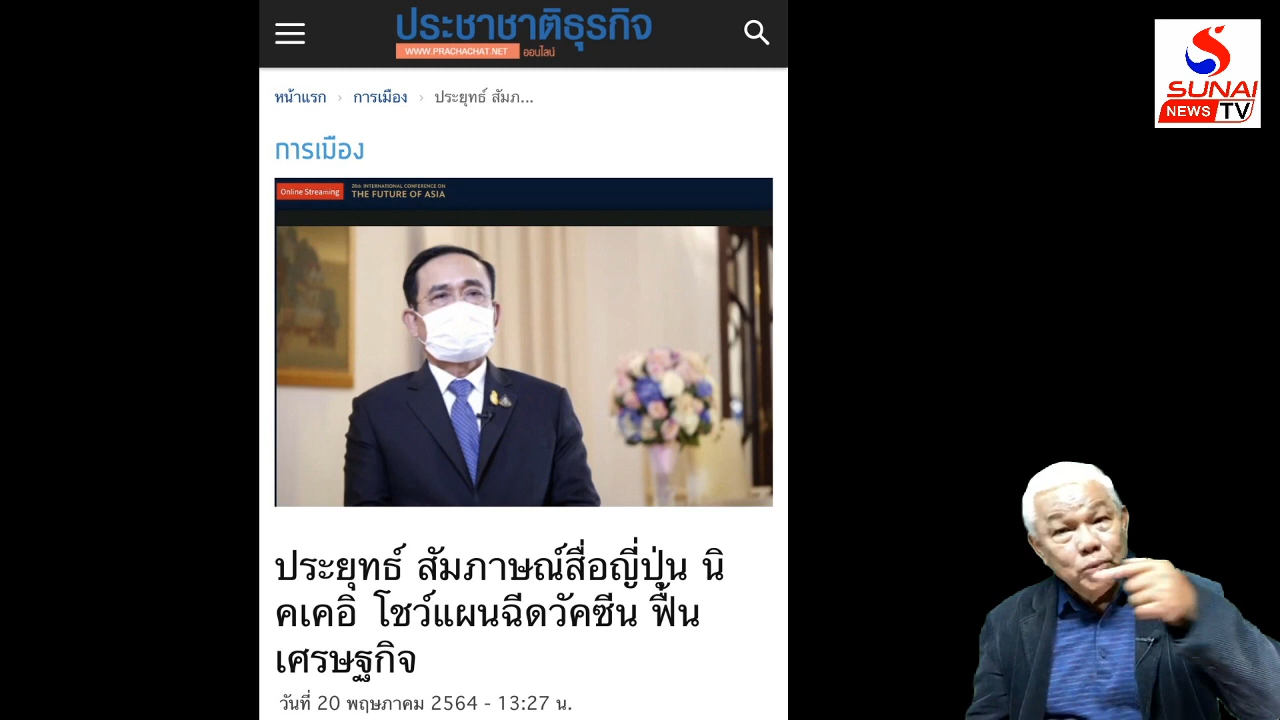 ประชาชาติธุรกิจ
WWW.PRACHACHAT.NET ออนไลน์
หน้าแรก › การเมือง › ประยุทธ์ สัมภ...
การเมือง
Online Streaming
26th INTERNATIONAL CONFERENCE ON
THE FUTURE OF ASIA
ประยุทธ์ สัมภาษณ์สื่อญี่ปุ่น นิ
คเคอิ โชว์แผนฉีดวัคซีน ฟื้น
เศรษฐกิจ
วันที่ 20 พฤษภาคม 2564 - 13:27 น.
SUNAI
NEWS TV